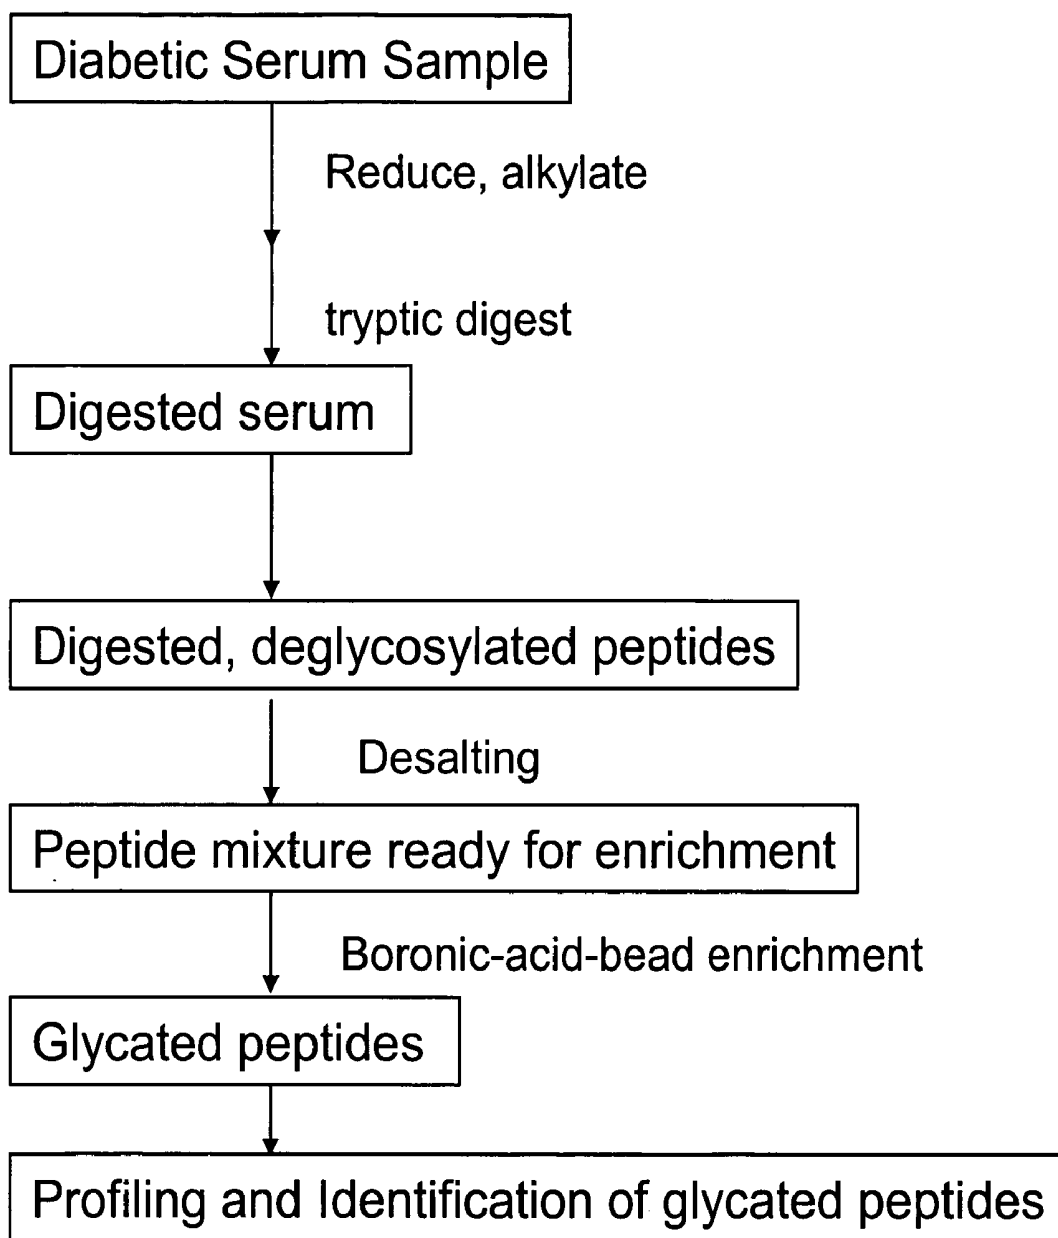 Diabetic Serum Sample
Reduce, alkylate
tryptic digest
Digested serum
Digested, deglycosylated peptides
Desalting
Peptide mixture ready for enrichment
Boronic-acid-bead enrichment
Glycated peptides
Profiling and Identification of glycated peptides